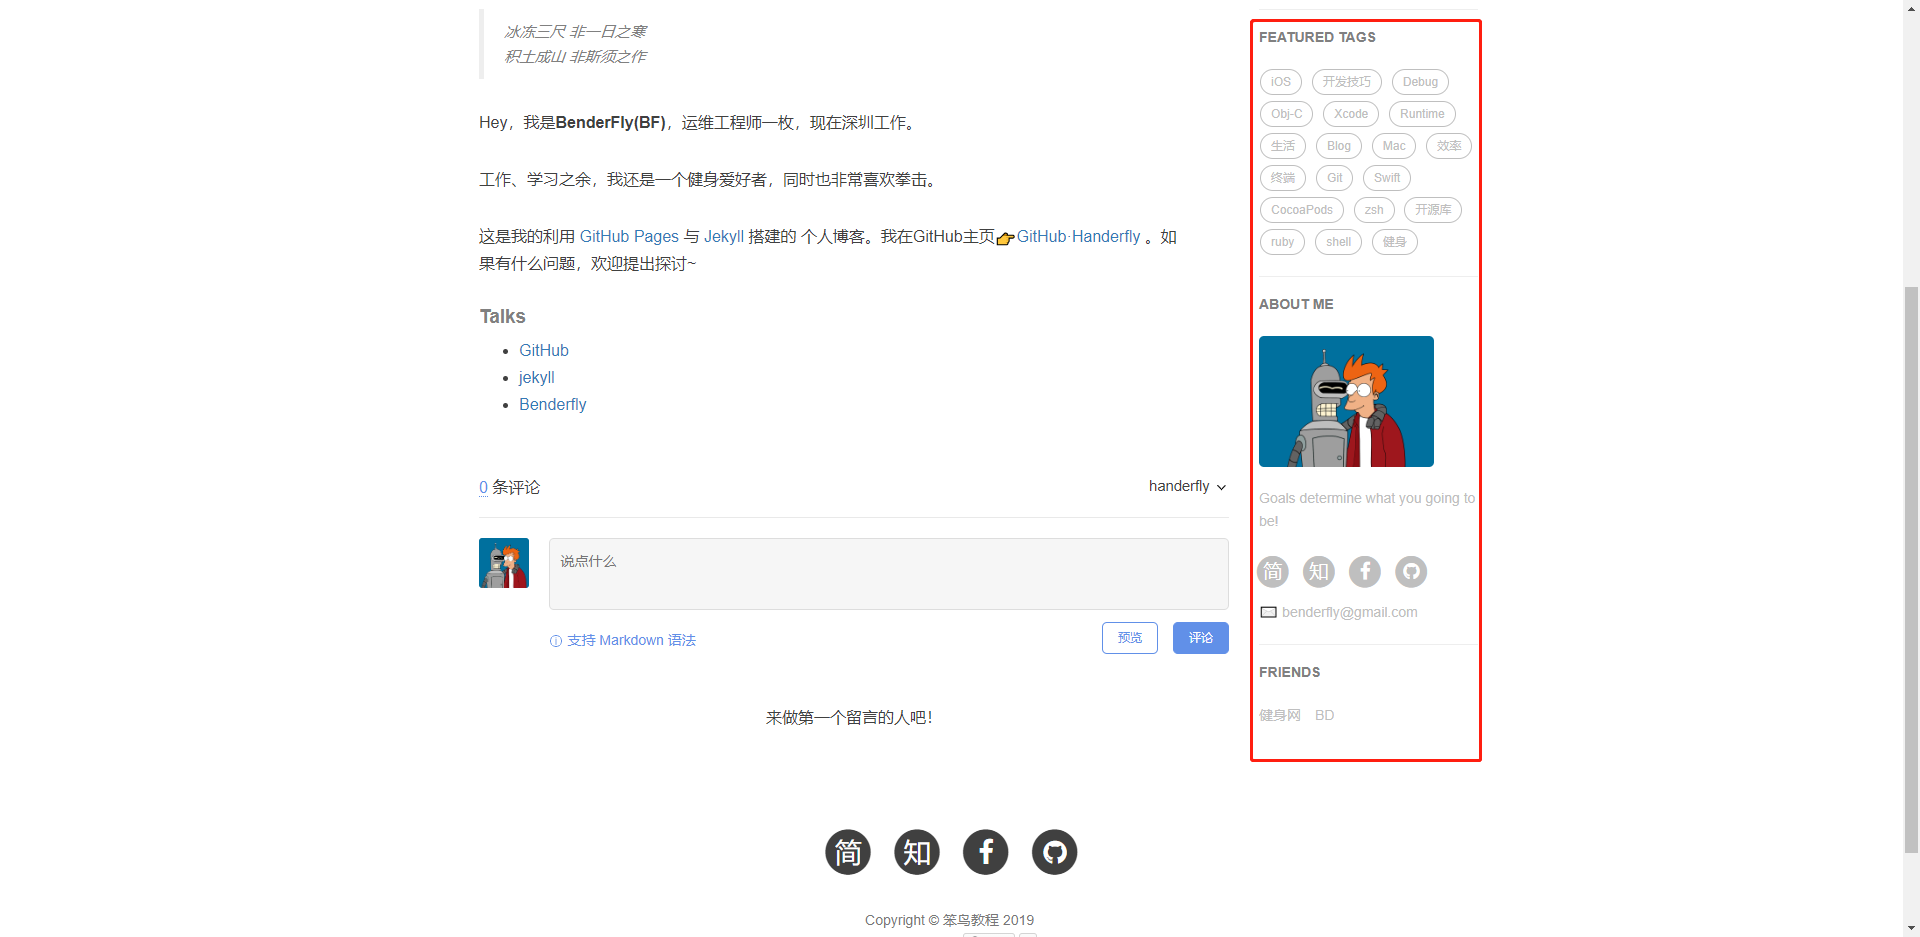 冰冻三尺 非一日之寒
积土成山 非斯须之作
Hey，我是BenderFly(BF)，运维工程师一枚，现在深圳工作。
工作、学习之余，我还是一个健身爱好者，同时也非常喜欢拳击。
这是我的利用 GitHub Pages 与 Jekyll 搭建的 个人博客。我在GitHub主页👉GitHub·Handerfly 。如
果有什么问题，欢迎提出探讨~
Talks
GitHub
jekyll
Benderfly
0 条评论
handerfly
说点什么
支持 Markdown 语法
预览
评论
来做第一个留言的人吧！
FEATURED TAGS
iOS 开发技巧 Debug
Obj-C Xcode Runtime
生活 Blog Mac 效率
终端 Git Swift
CocoaPods zsh 开源库
ruby shell 健身
ABOUT ME
Goals determine what you going to
be!
简 知
benderfly@gmail.com
FRIENDS
健身网 BD
简 知
Copyright © 笨鸟教程 2019